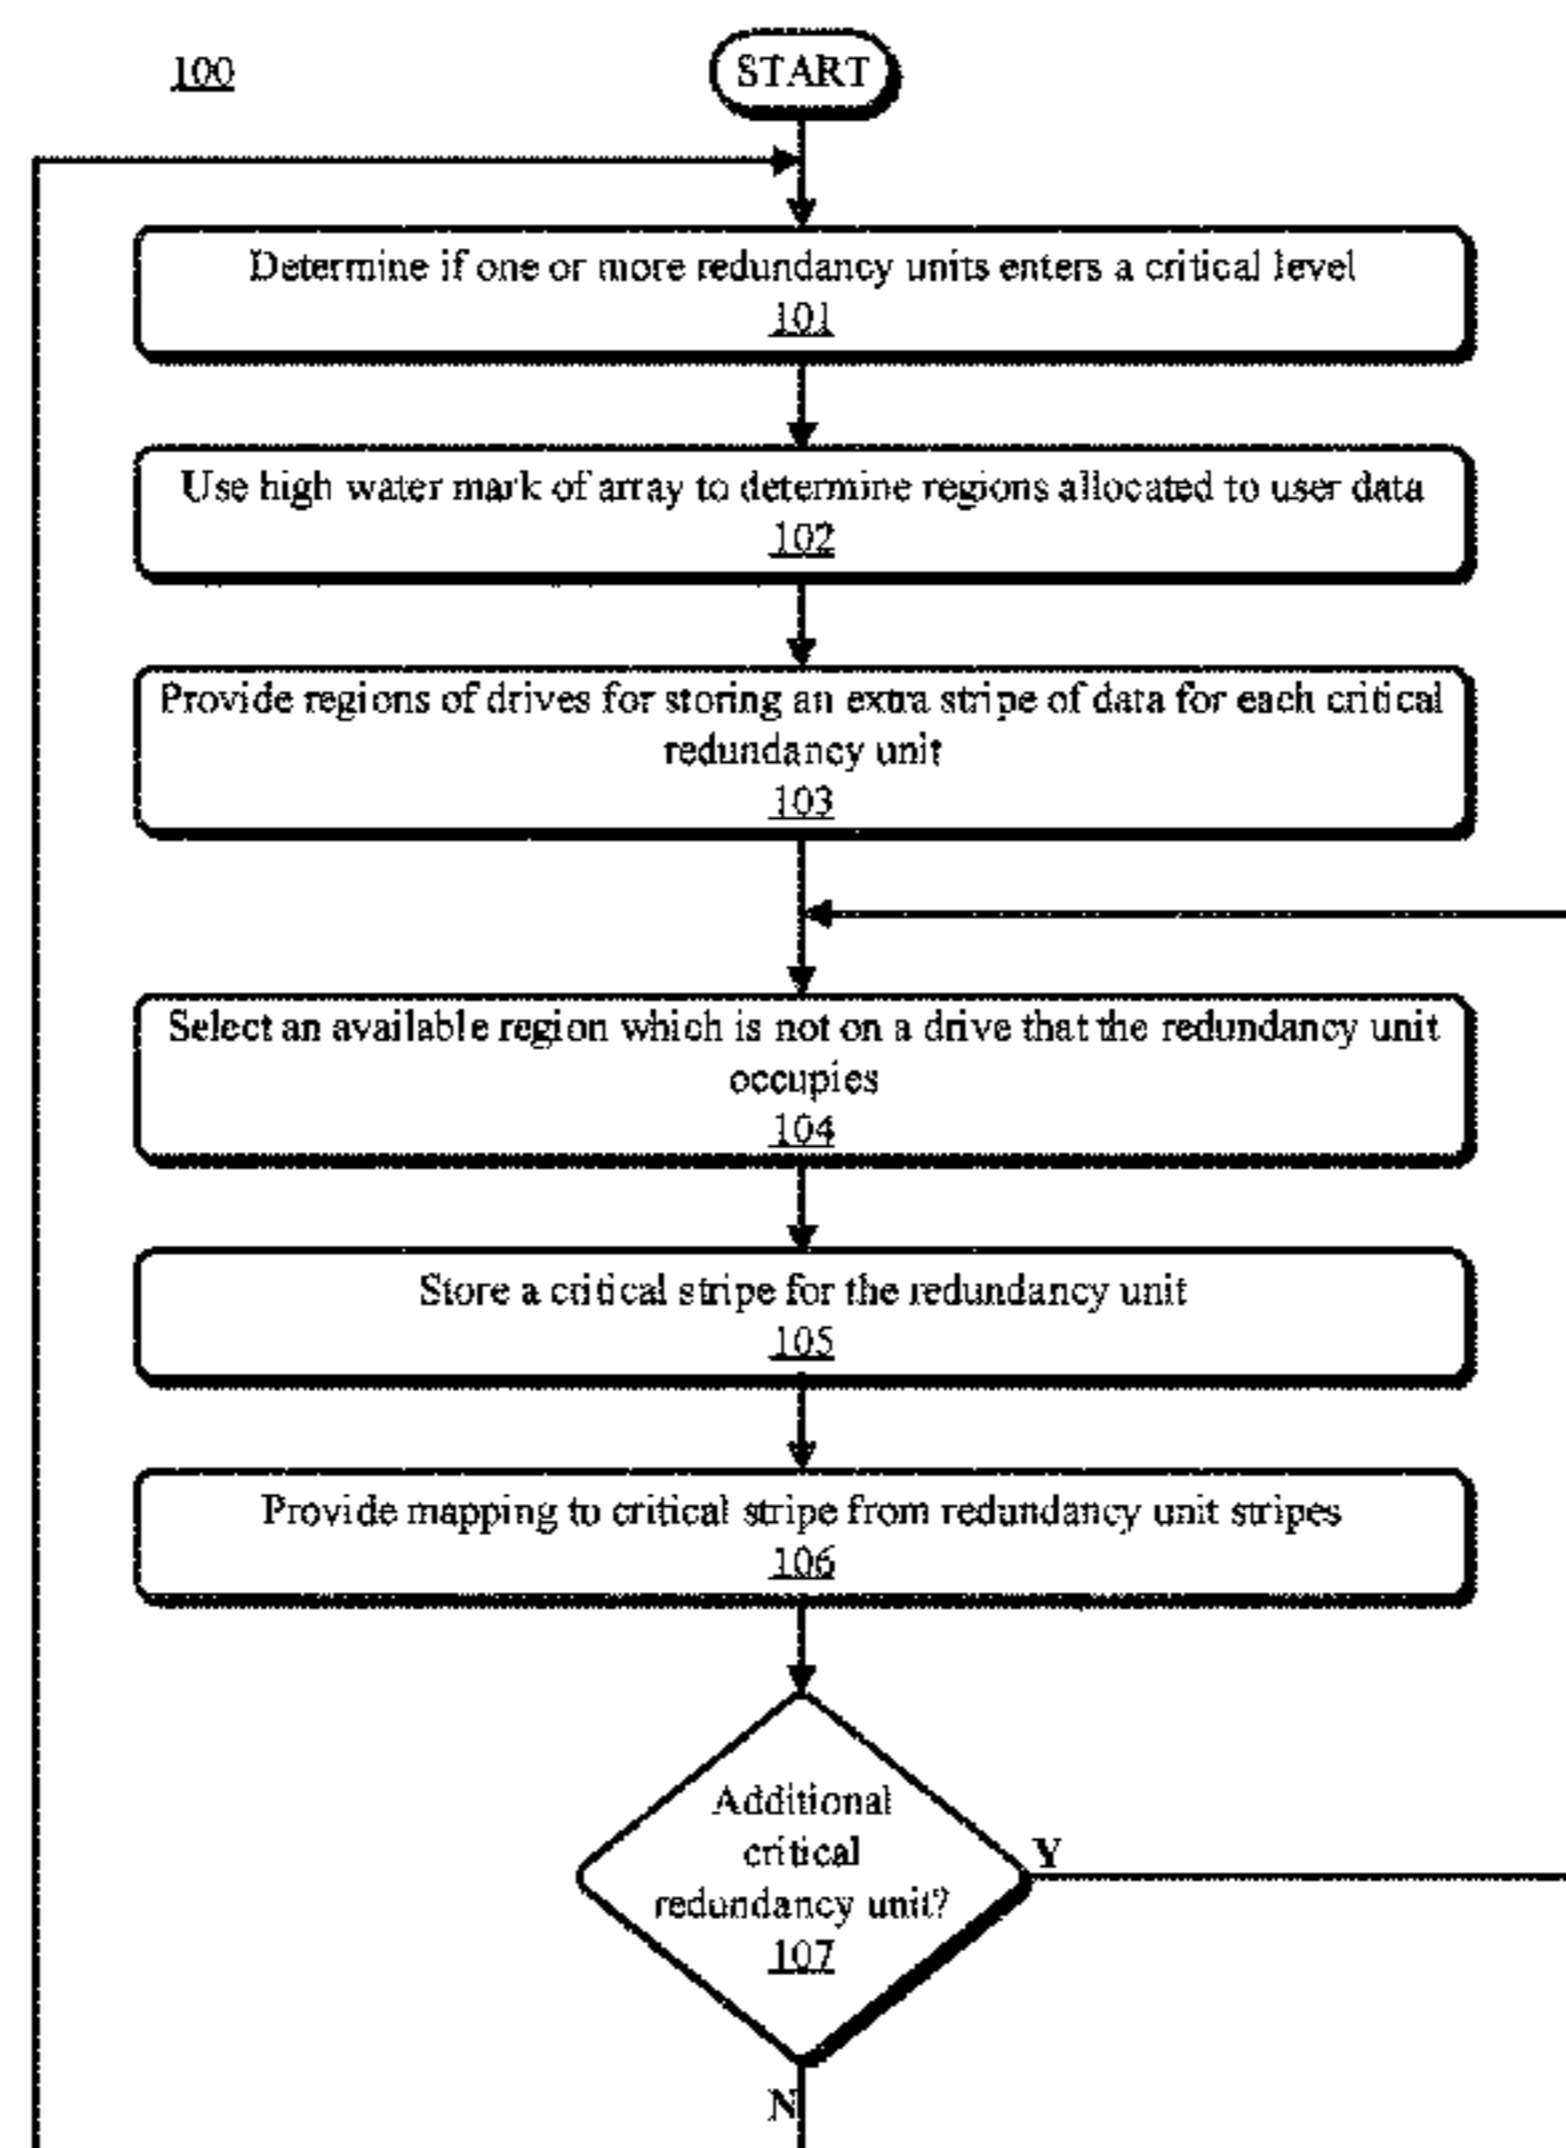 100
START
Determine if one or more redundancy units enters a critical level
101
Use high water mark of array to determine regions allocated to user data
102
Provide regions of drives for storing an extra stripe of data for each critical
redundancy unit
103
Select an available region which is not on a drive that the redundancy unit
occupies
104
Store a critical stripe for the redundancy unit
105
Provide mapping to critical stripe from redundancy unit stripes
106
Additional
critical
redundancy unit?
107
Y
N